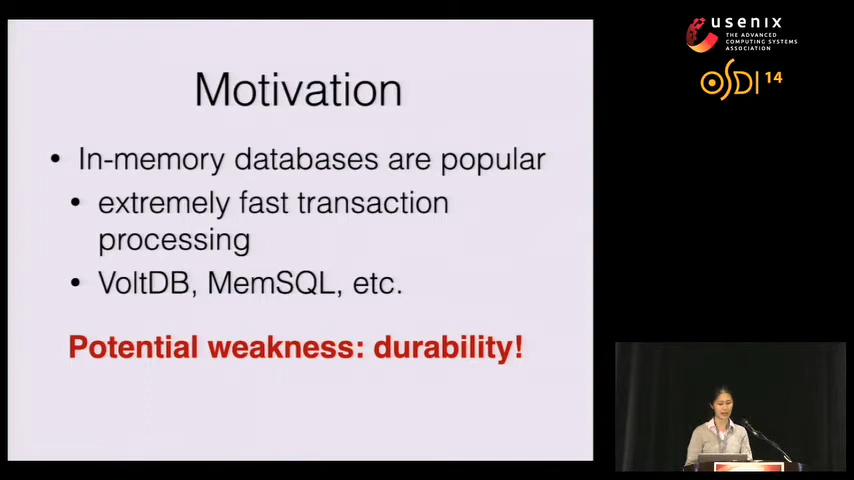 Motivation
• In-memory databases are popular
• extremely fast transaction
processing
• VoltDB, MemSQL, etc.
Potential weakness: durability!
usenix
THE ADVANCED
COMPUTING SYSTEMS
ASSOCIATION
OSDI 14